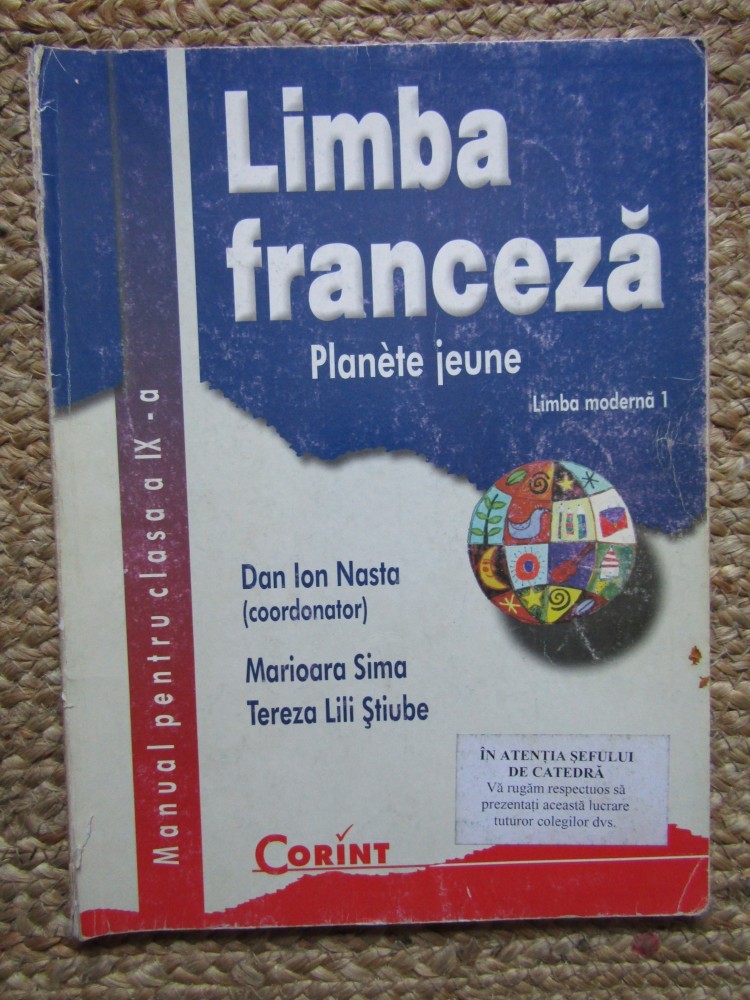 Limba
franceză
Planète jeune
Limba modernă 1
Manual pentru clasa a IX - a
Dan Ion Nasta
(coordonator)
Marioara Sima
Tereza Lili Ştiube
ÎN ATENŢIA ŞEFULUI
DE CATEDRĂ
Vă rugăm respectuos să
prezentaţi această lucrare
tuturor colegilor dvs.
CORINT